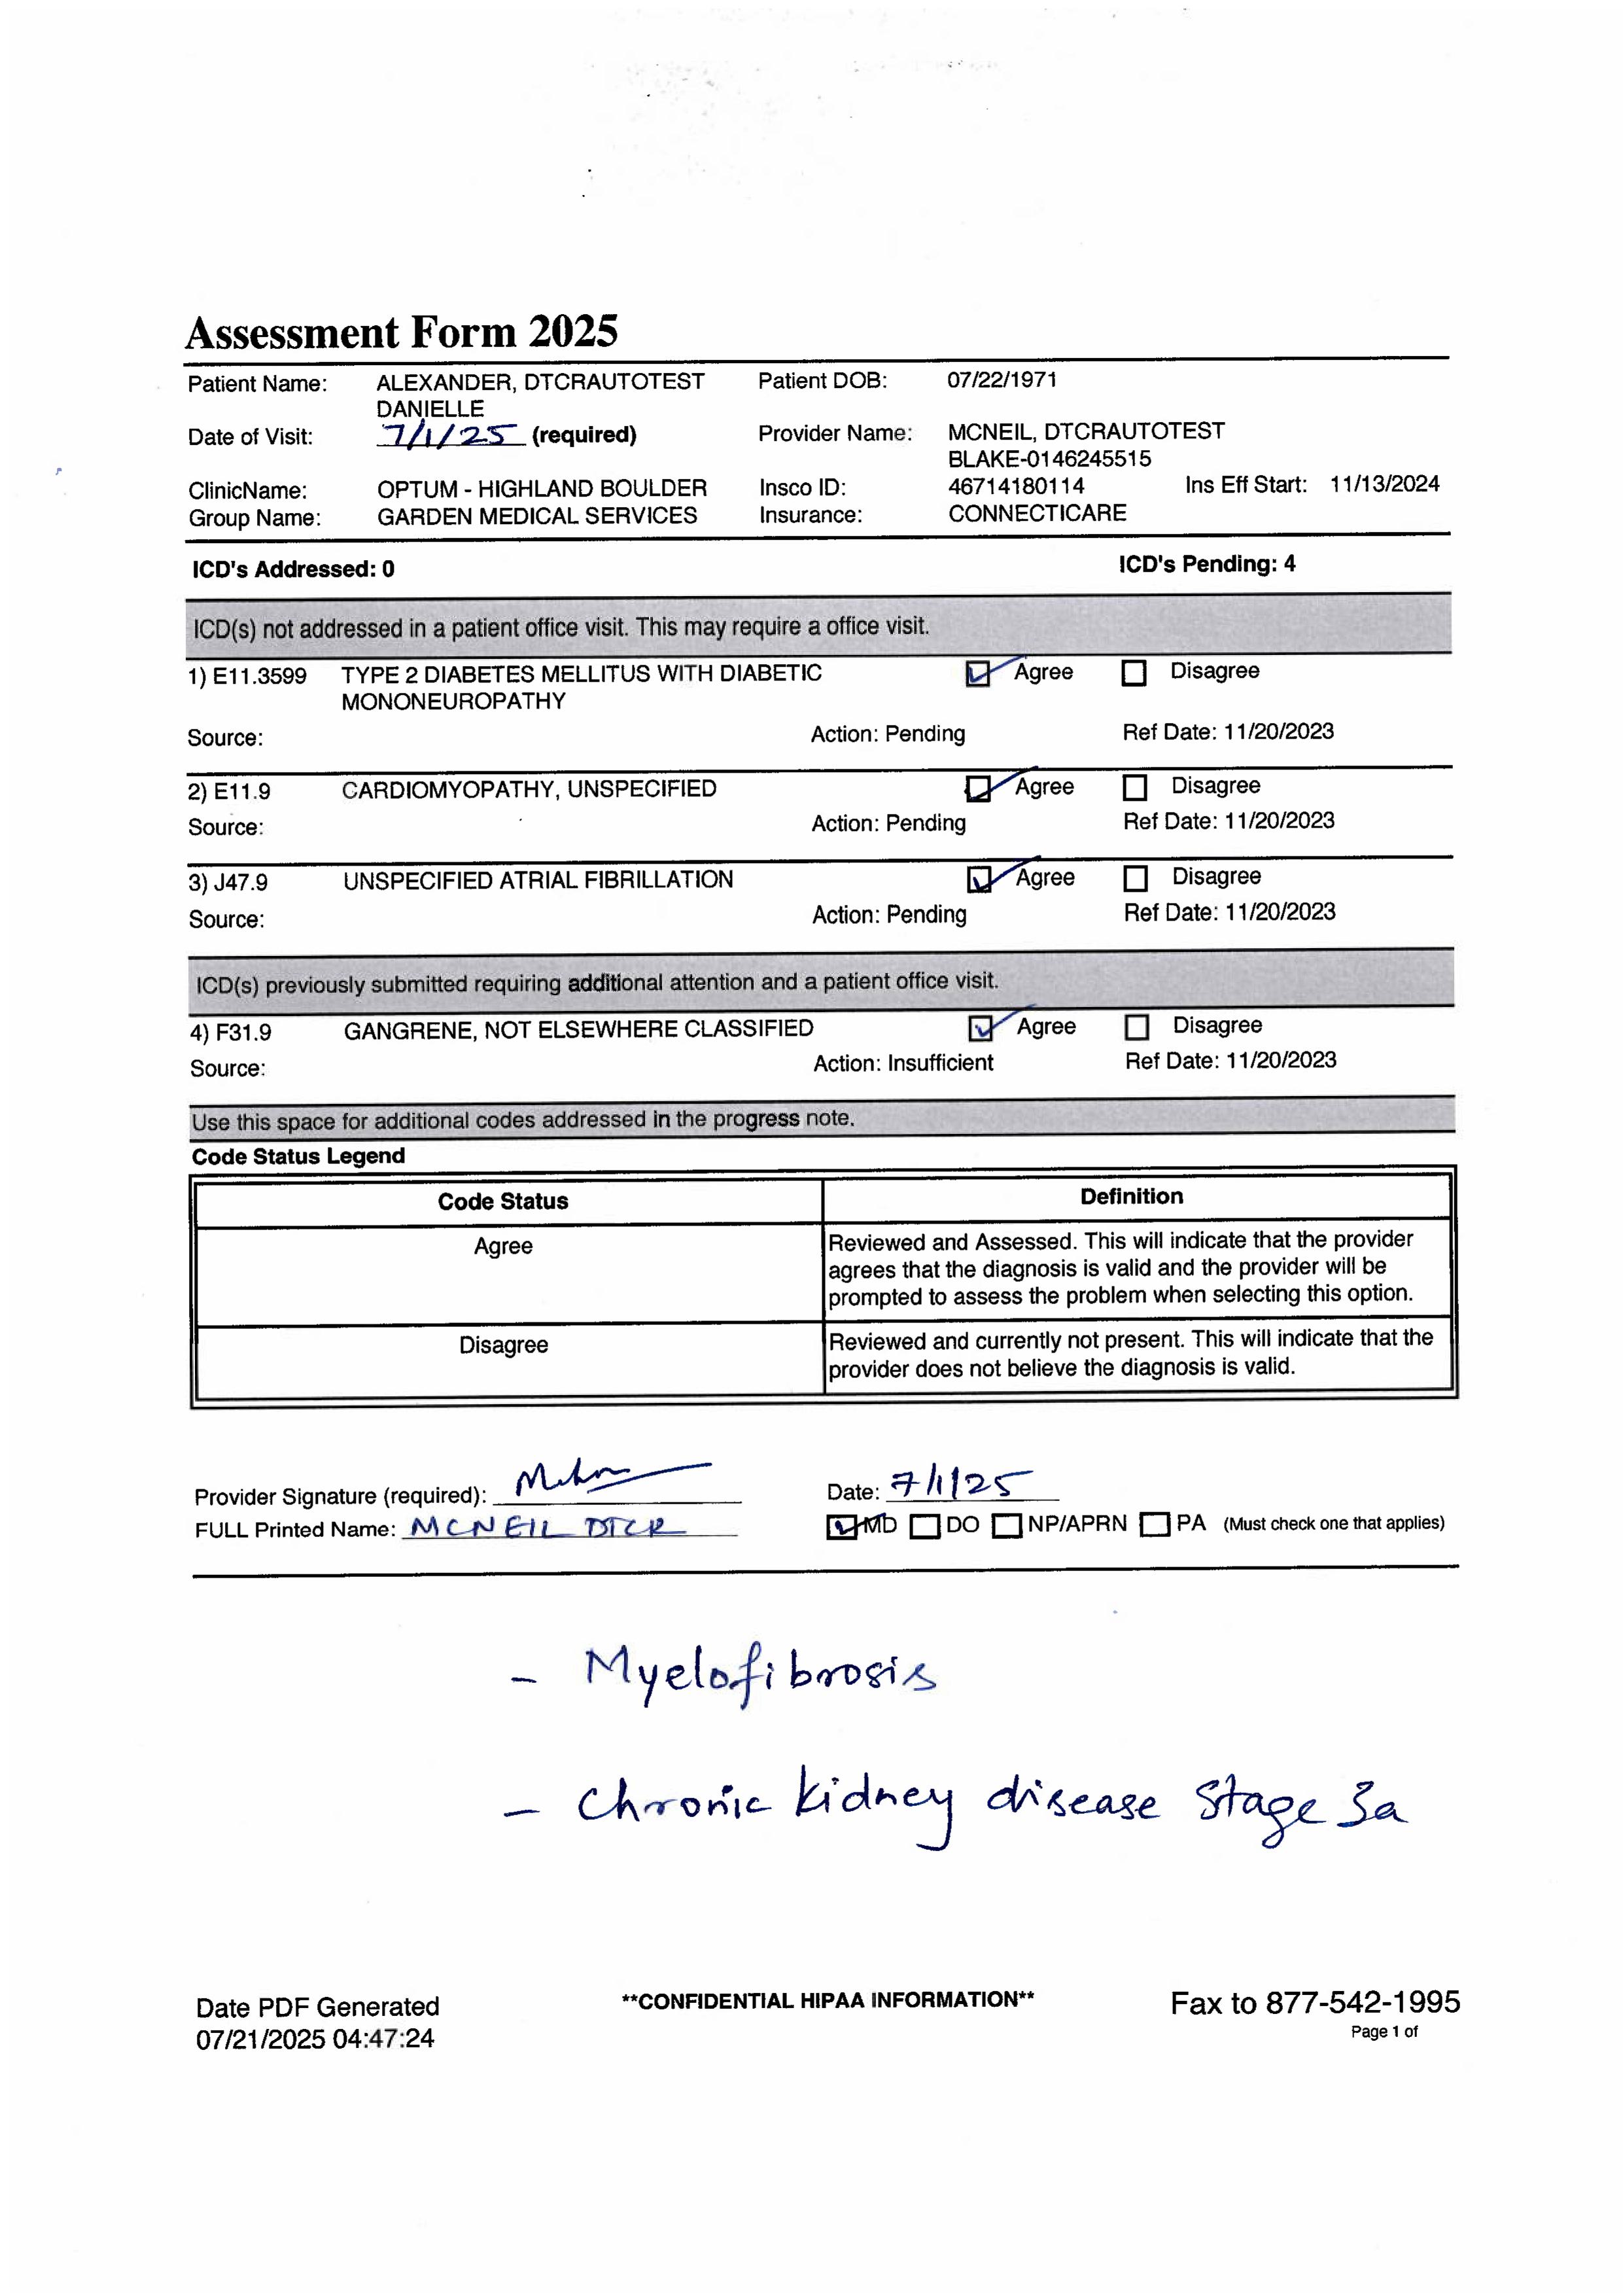 Assessment Form 2025
Patient Name: ALEXANDER, DTCRAUTOTEST Patient DOB: 07/22/1971
DANIELLE
Date of Visit: 7/1/25 (required) Provider Name: MCNEIL, DTCRAUTOTEST
BLAKE-0146245515
ClinicName: OPTUM - HIGHLAND BOULDER Insco ID: 46714180114 Ins Eff Start: 11/13/2024
Group Name: GARDEN MEDICAL SERVICES Insurance: CONNECTICARE
ICD's Addressed: 0 ICD's Pending: 4
ICD(s) not addressed in a patient office visit. This may require a office visit.
1) E11.3599 TYPE 2 DIABETES MELLITUS WITH DIABETIC Agree Disagree
MONONEUROPATHY
Source: Action: Pending Ref Date: 11/20/2023
2) E11.9 CARDIOMYOPATHY, UNSPECIFIED Agree Disagree
Source: Action: Pending Ref Date: 11/20/2023
3) J47.9 UNSPECIFIED ATRIAL FIBRILLATION Agree Disagree
Source: Action: Pending Ref Date: 11/20/2023
ICD(s) previously submitted requiring additional attention and a patient office visit.
4) F31.9 GANGRENE, NOT ELSEWHERE CLASSIFIED Agree Disagree
Source: Action: Insufficient Ref Date: 11/20/2023
Use this space for additional codes addressed in the progress note.
Code Status Legend
Code Status Definition
Agree Reviewed and Assessed. This will indicate that the provider
agrees that the diagnosis is valid and the provider will be
prompted to assess the problem when selecting this option.
Disagree Reviewed and currently not present. This will indicate that the
provider does not believe the diagnosis is valid.
Provider Signature (required): Date: 7/1/25
FULL Printed Name: MCNEIL DTCR MD DO NP/APRN PA (Must check one that applies)
- Myelofibrosis
- Chronic kidney disease Stage 3a
Date PDF Generated **CONFIDENTIAL HIPAA INFORMATION** Fax to 877-542-1995
07/21/2025 04:47:24 Page 1 of